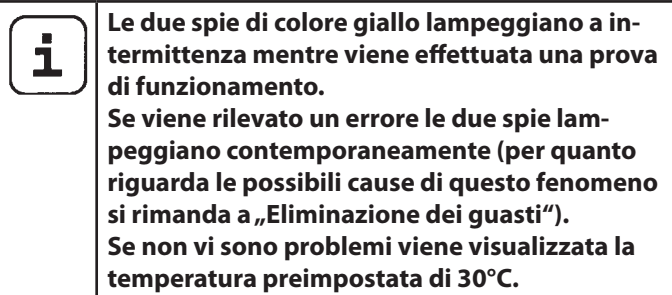 i
Le due spie di colore giallo lampeggiano a in-
termittenza mentre viene effettuata una prova
di funzionamento.
Se viene rilevato un errore le due spie lam-
peggiano contemporaneamente (per quanto
riguarda le possibili cause di questo fenomeno
si rimanda a „Eliminazione dei guasti“).
Se non vi sono problemi viene visualizzata la
temperatura preimpostata di 30°C.